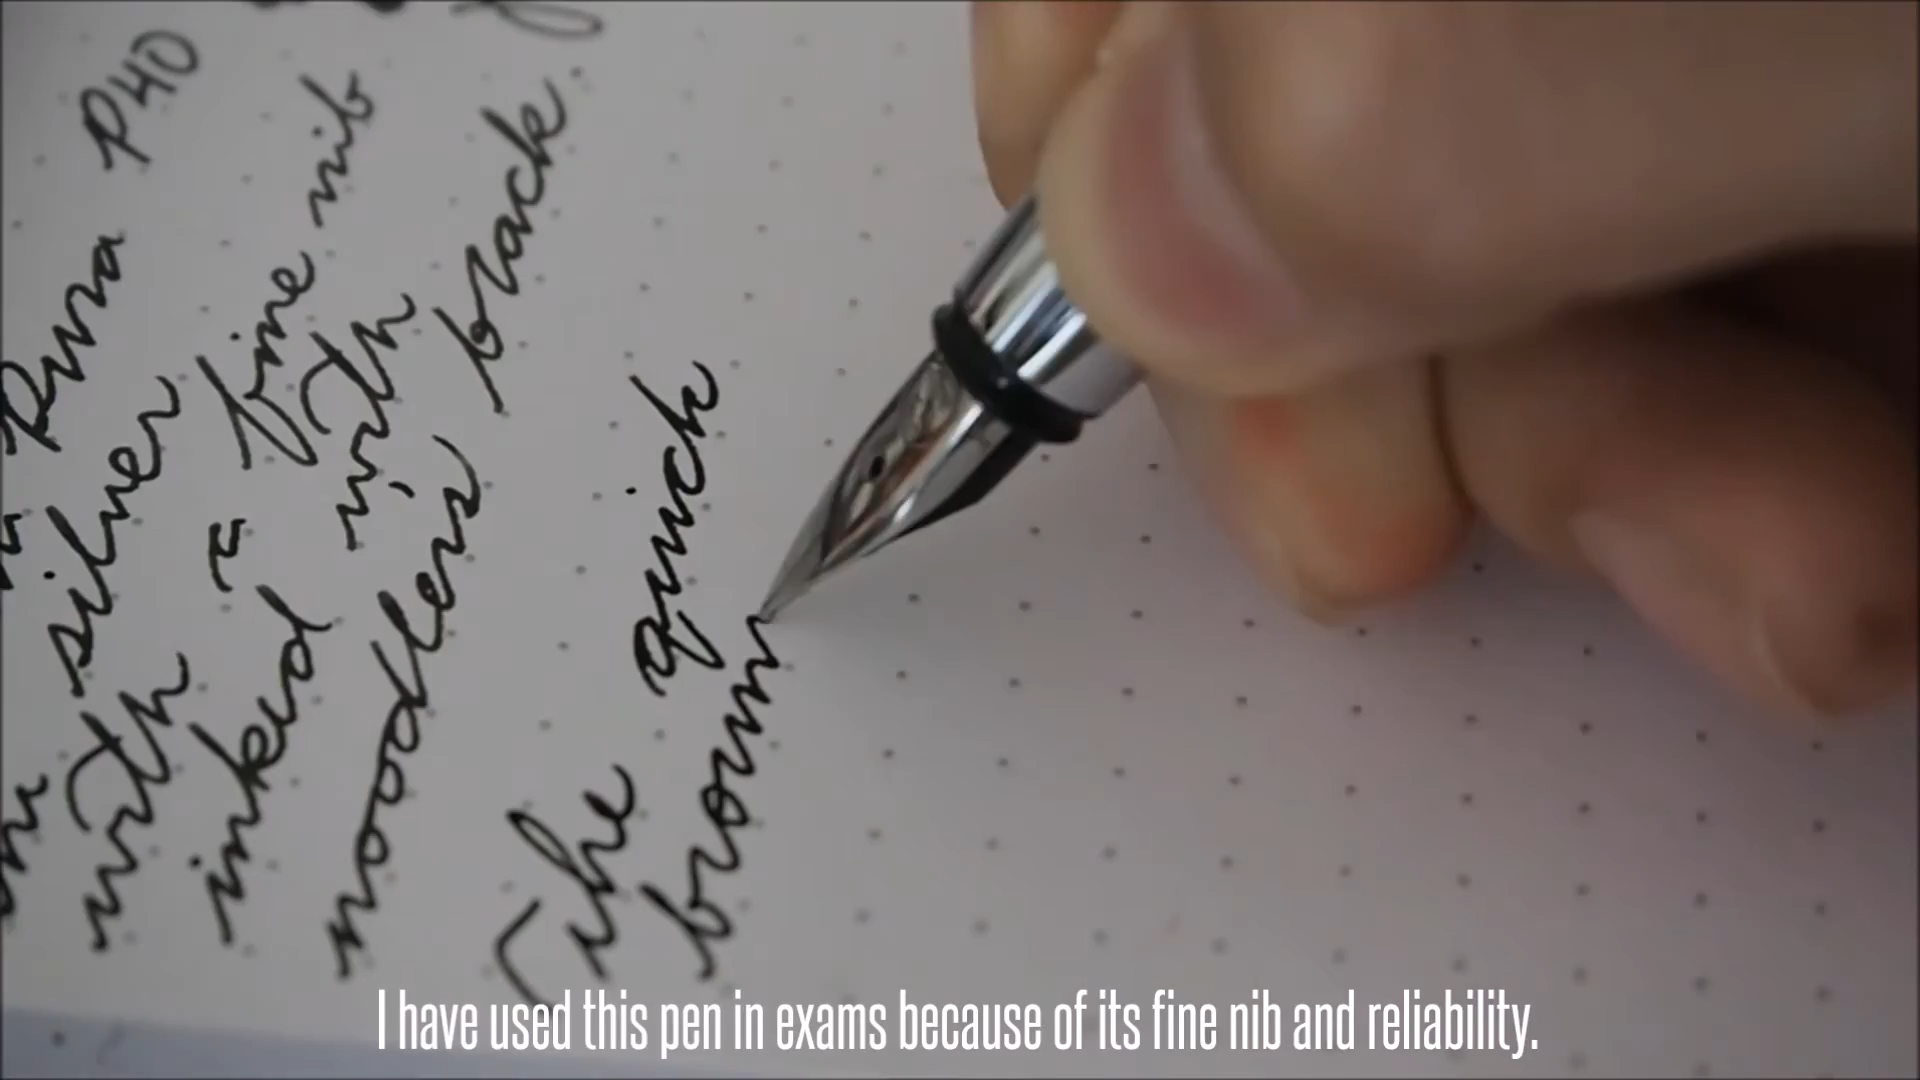 Pura P40
silver
with a fine nib
inked with
noodler's black.
The quick
brown
I have used this pen in exams because of its fine nib and reliability.